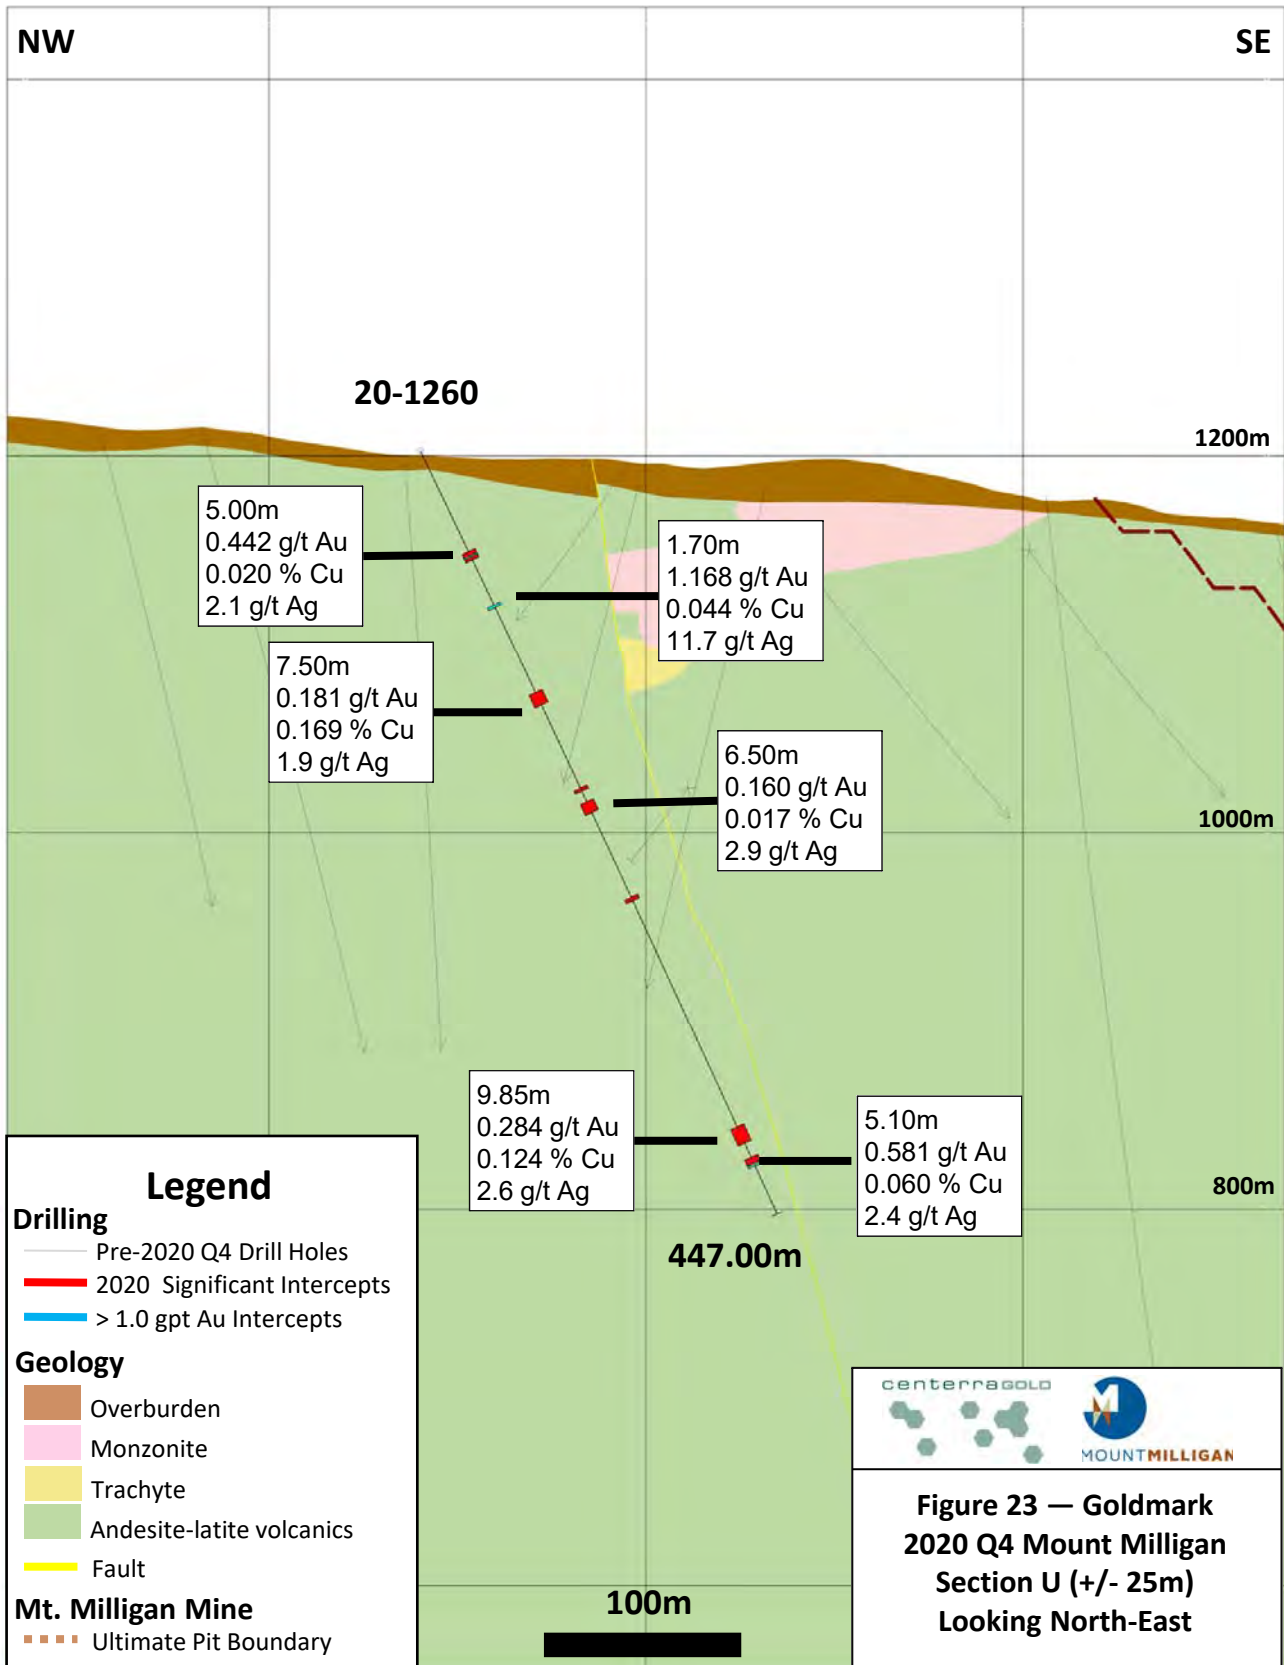 NW
SE
20-1260
1200m
5.00m
0.442 g/t Au
0.020 % Cu
2.1 g/t Ag
1.70m
1.168 g/t Au
0.044 % Cu
11.7 g/t Ag
7.50m
0.181 g/t Au
0.169 % Cu
1.9 g/t Ag
6.50m
0.160 g/t Au
0.017 % Cu
2.9 g/t Ag
1000m
9.85m
0.284 g/t Au
0.124 % Cu
2.6 g/t Ag
5.10m
0.581 g/t Au
0.060 % Cu
2.4 g/t Ag
800m
447.00m
Legend
Drilling
Pre-2020 Q4 Drill Holes
2020 Significant Intercepts
> 1.0 gpt Au Intercepts
Geology
Overburden
Monzonite
Trachyte
Andesite-latite volcanics
Fault
Mt. Milligan Mine
Ultimate Pit Boundary
100m
centerraGOLD
MOUNTMILLIGAN
Figure 23 — Goldmark
2020 Q4 Mount Milligan
Section U (+/- 25m)
Looking North-East